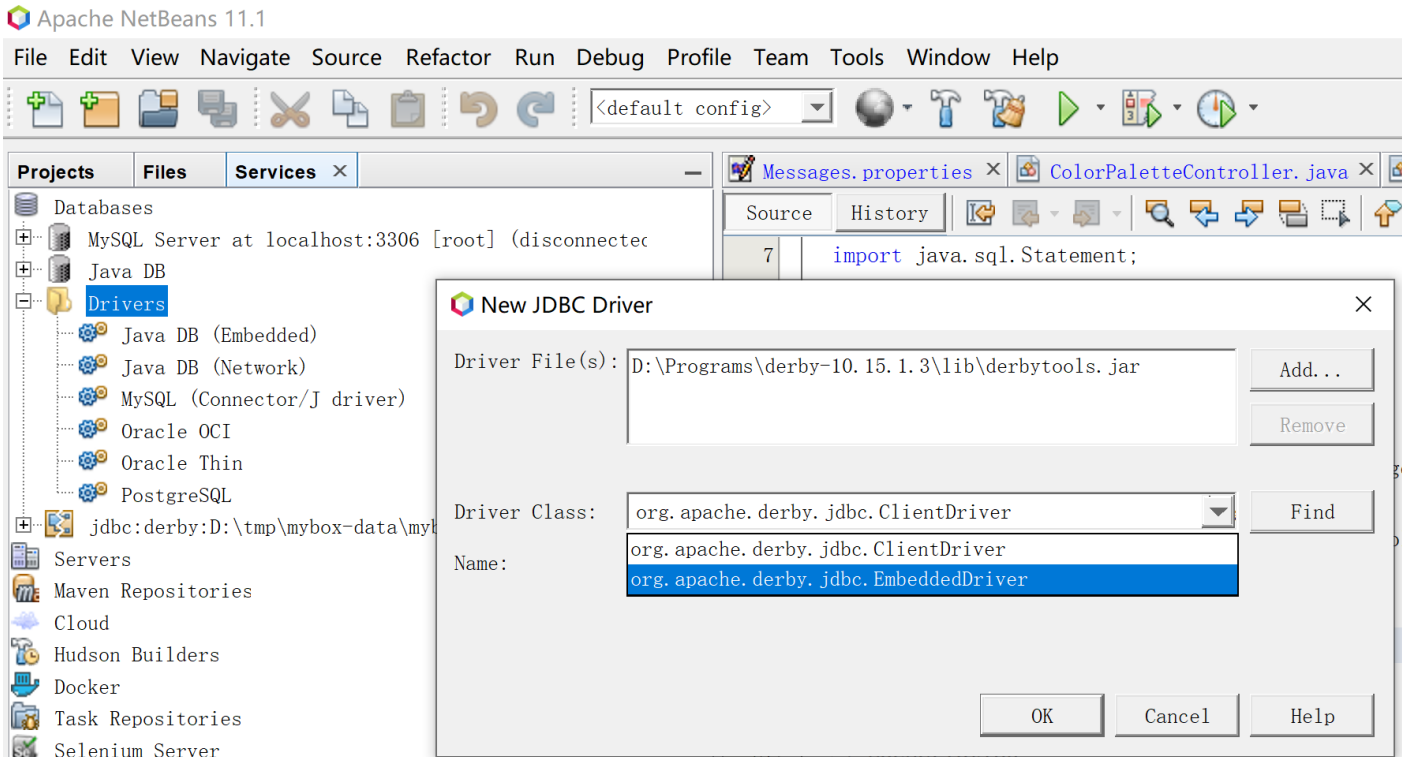 Apache NetBeans 11.1
File Edit View Navigate Source Refactor Run Debug Profile Team Tools Window Help
<default config>
Projects Files Services
Messages.properties ColorPaletteController.java
Source History
Databases
MySQL Server at localhost:3306 [root] (disconnected
7 import java.sql.Statement;
Java DB
Drivers
Java DB (Embedded)
Java DB (Network)
MySQL (Connector/J driver)
Oracle OCI
Oracle Thin
PostgreSQL
jdbc:derby:D:\tmp\mybox-data\myb
Servers
Maven Repositories
Cloud
Hudson Builders
Docker
Task Repositories
Selenium Server
New JDBC Driver
Driver File(s): D:\Programs\derby-10.15.1.3\lib\derbytools.jar
Add...
Remove
Driver Class: org.apache.derby.jdbc.ClientDriver Find
org.apache.derby.jdbc.ClientDriver
Name:
org.apache.derby.jdbc.EmbeddedDriver
OK Cancel Help